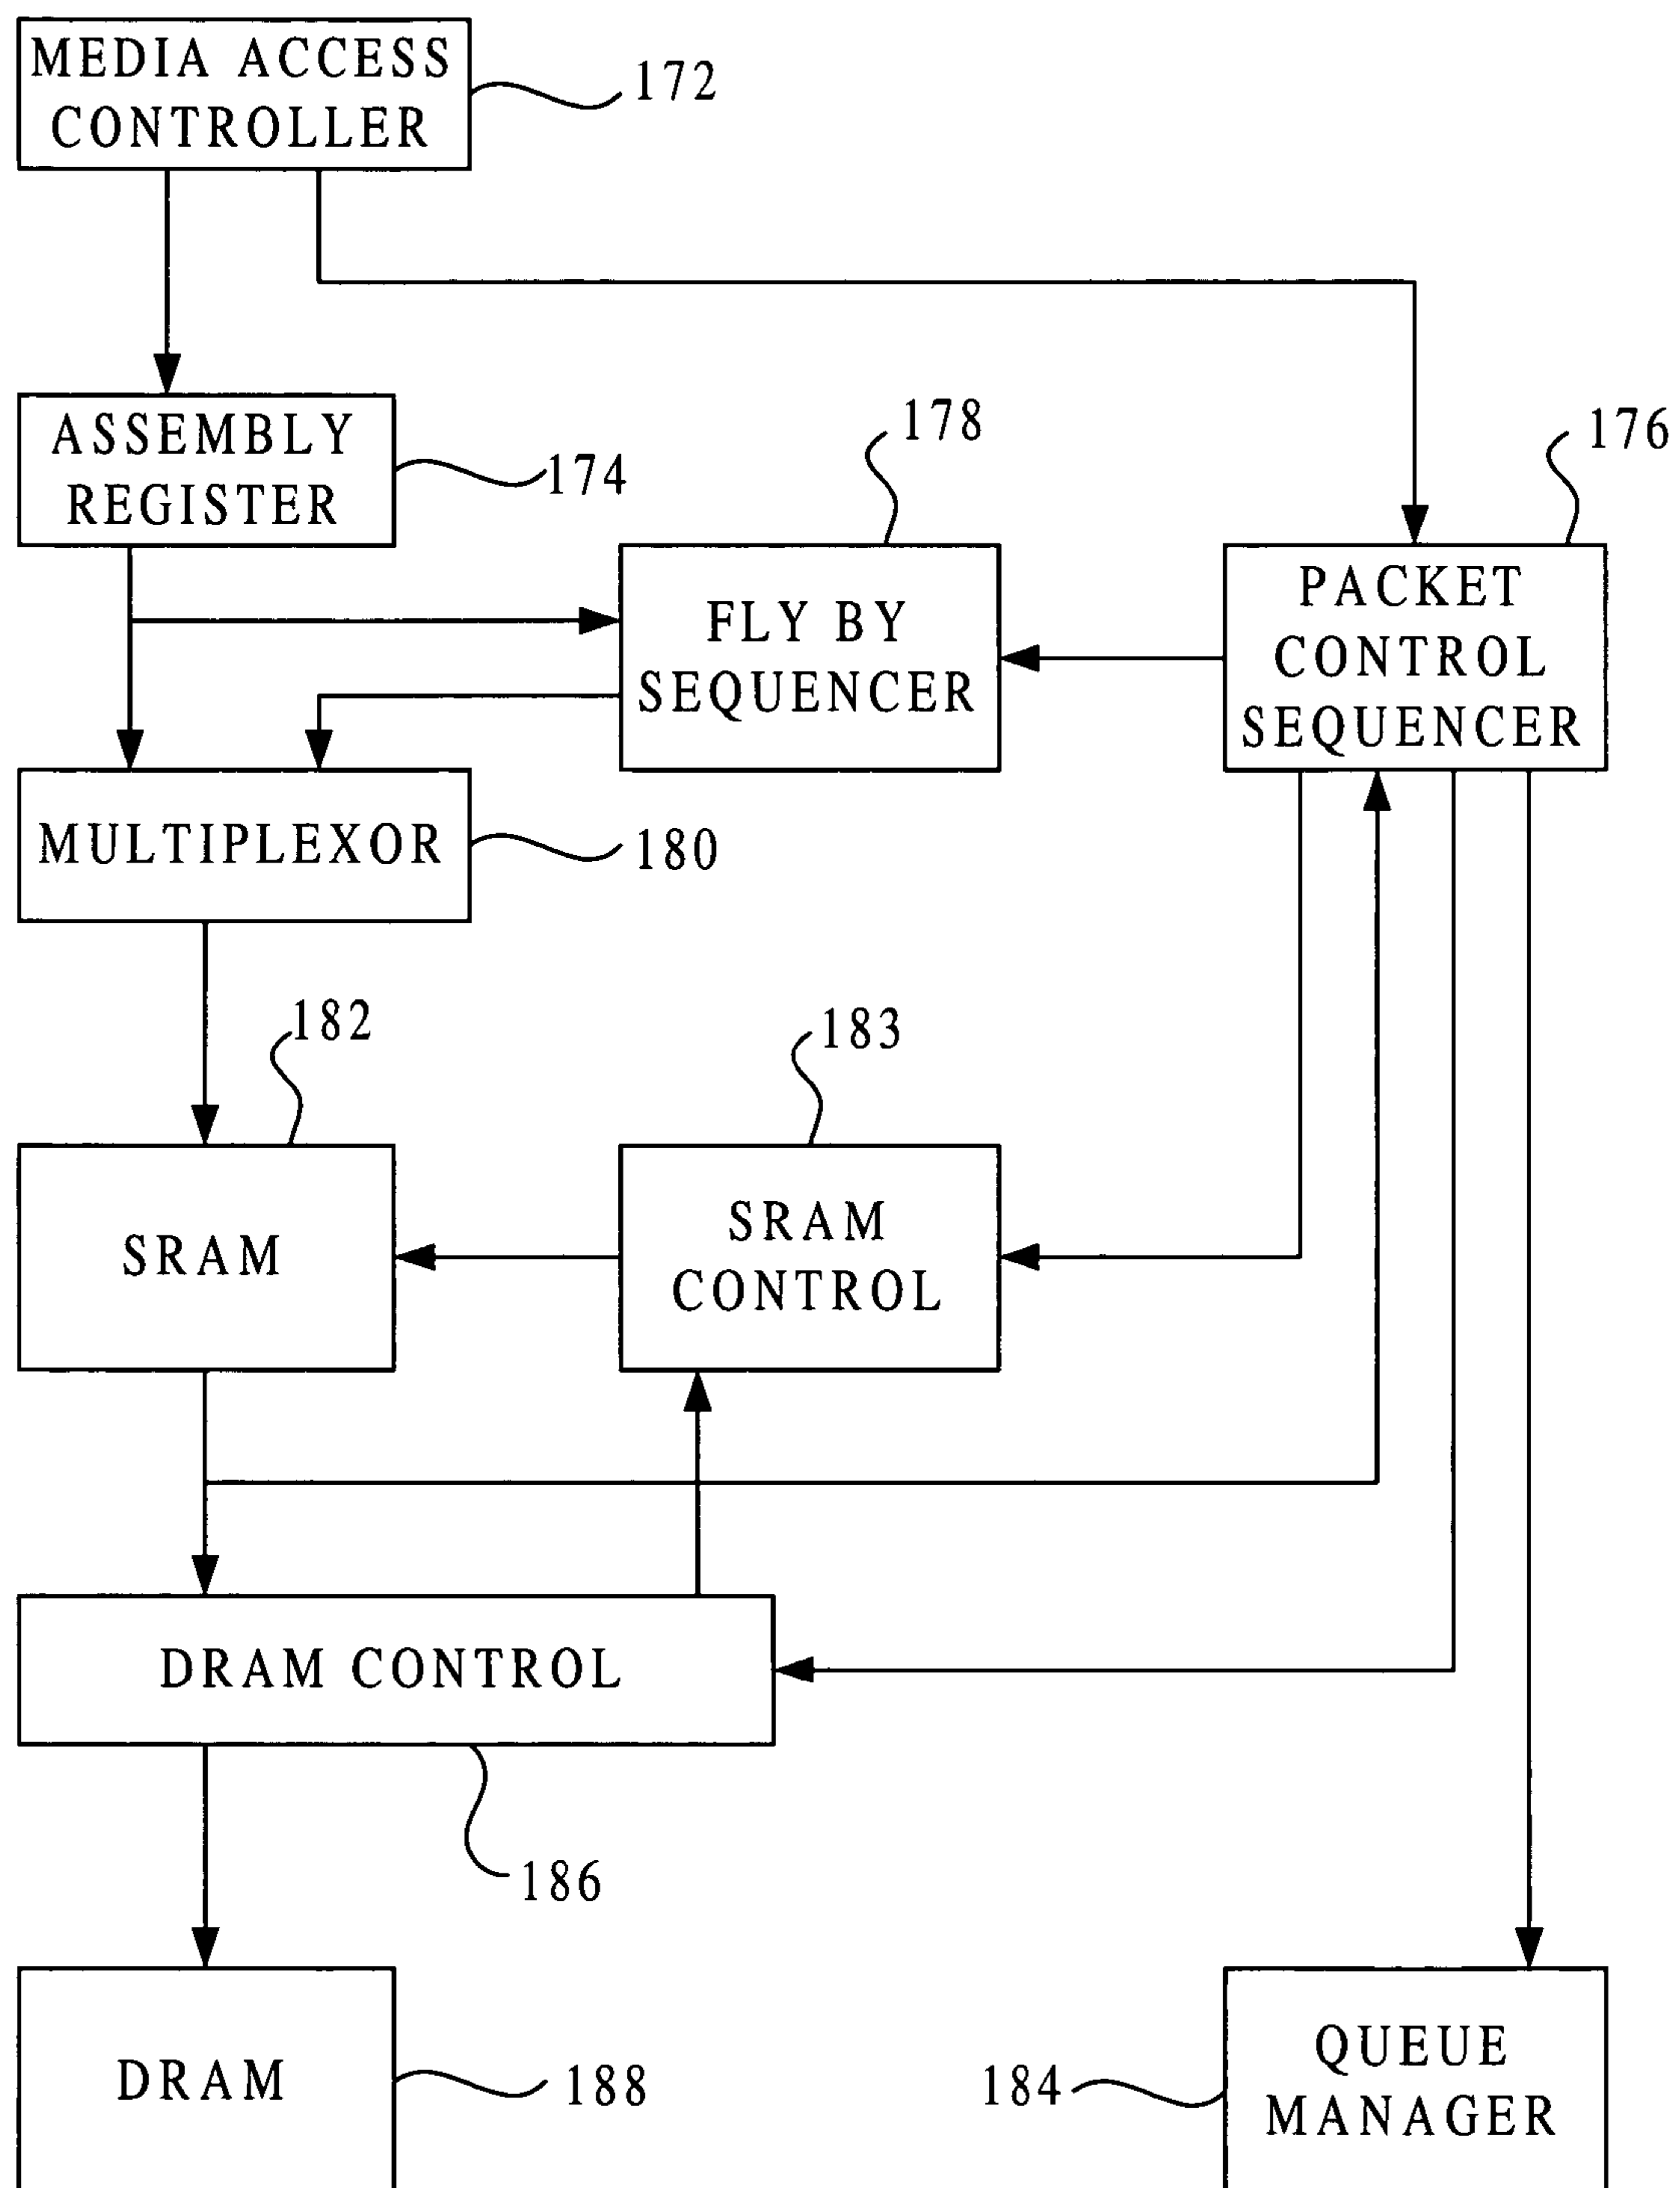 MEDIA ACCESS
CONTROLLER
172
ASSEMBLY
REGISTER
174
178
176
FLY BY
SEQUENCER
PACKET
CONTROL
SEQUENCER
MULTIPLEXOR
180
182
183
SRAM
SRAM
CONTROL
DRAM CONTROL
186
DRAM
188
184
QUEUE
MANAGER